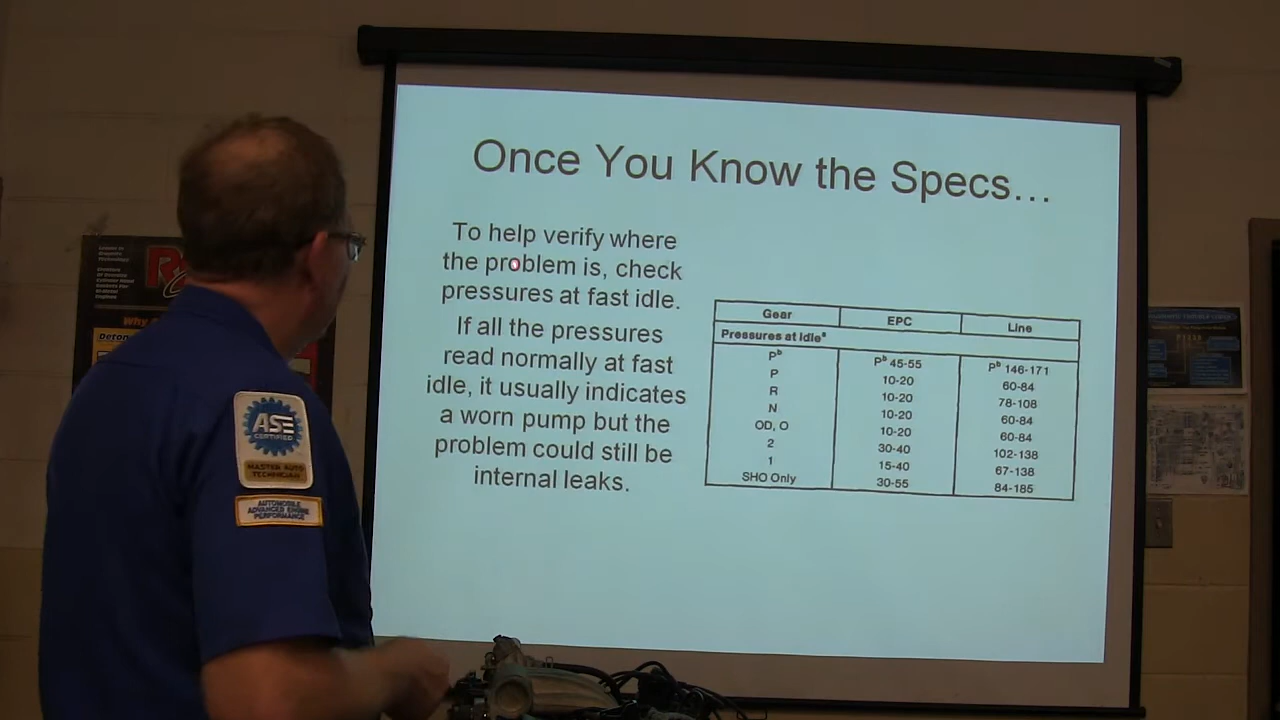 Once You Know the Specs...
To help verify where
the problem is, check
pressures at fast idle.
If all the pressures
read normally at fast
idle, it usually indicates
a worn pump but the
problem could still be
internal leaks.
Gear EPC Line
Pressures at Idleᵃ
Pᵇ Pᵇ 45-55 Pᵇ 146-171
P 10-20 60-84
R 10-20 78-108
N 10-20 60-84
OD, O 10-20 60-84
2 30-40 102-138
1 15-40 67-138
SHO Only 30-55 84-185
ASE
CERTIFIED
MASTER AUTO
TECHNICIAN
AUTOMOBILE
ADVANCED ENGINE
PERFORMANCE
Why